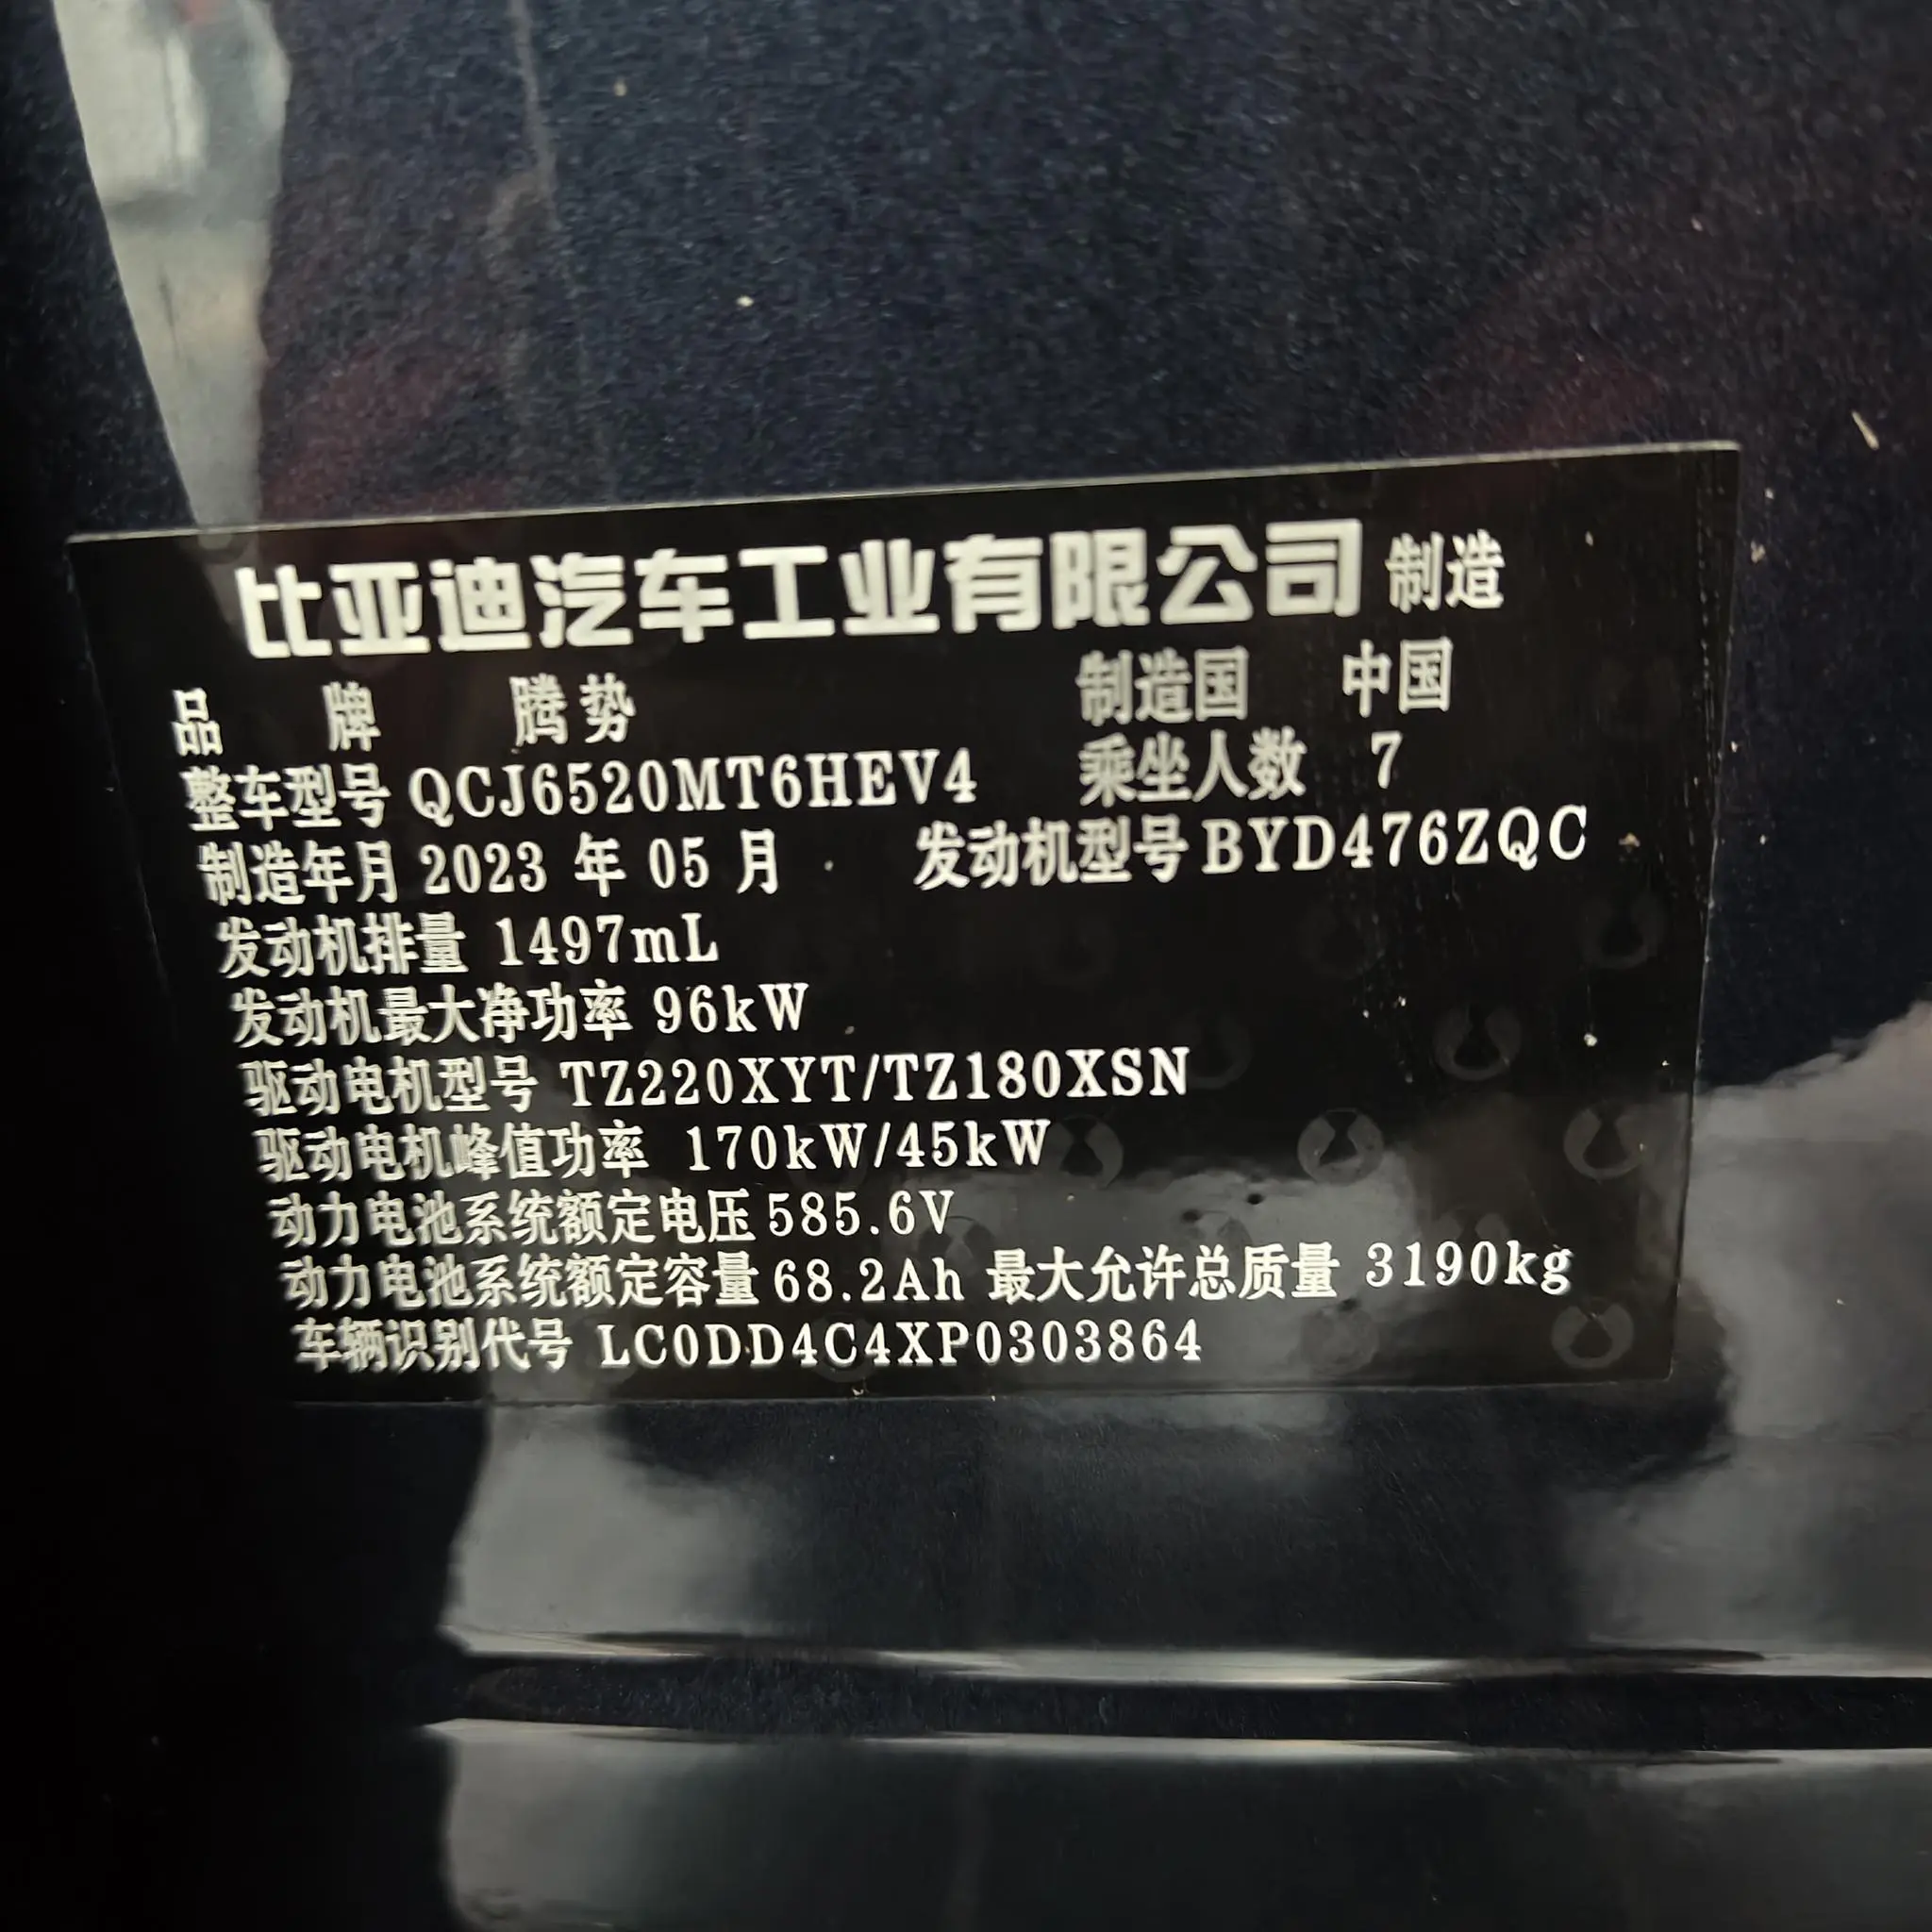 比亚迪汽车工业有限公司 制造
品 牌 腾势 制造国 中国
整车型号 QCJ6520MT6HEV4 乘坐人数 7
制造年月 2023 年 05 月 发动机型号 BYD476ZQC
发动机排量 1497mL
发动机最大净功率 96kW
驱动电机型号 TZ220XYT/TZ180XSN
驱动电机峰值功率 170kW/45kW
动力电池系统额定电压 585.6V
动力电池系统额定容量 68.2Ah 最大允许总质量 3190kg
车辆识别代号 LC0DD4C4XP0303864